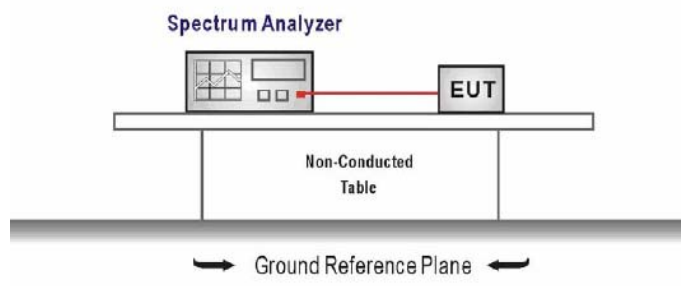 Spectrum Analyzer
EUT
Non-Conducted
Table
Ground Reference Plane